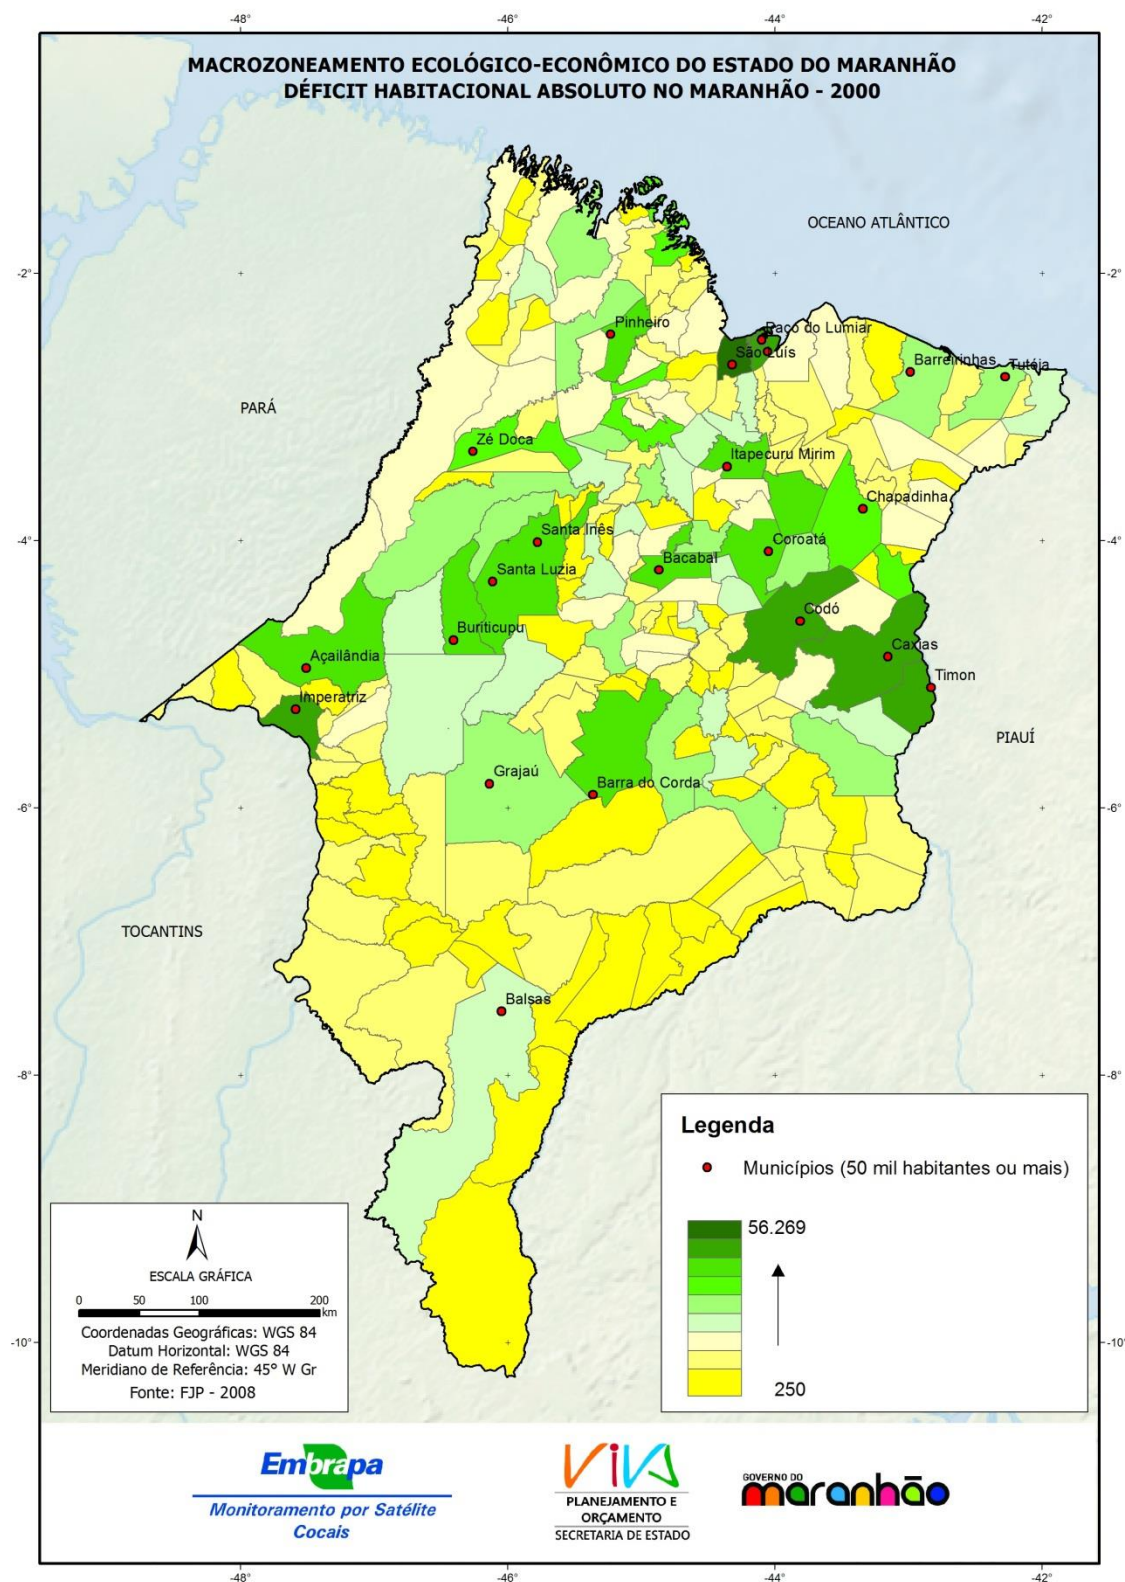 -48°
-46°
-44°
-42°
MACROZONEAMENTO ECOLÓGICO-ECONÔMICO DO ESTADO DO MARANHÃO
DÉFICIT HABITACIONAL ABSOLUTO NO MARANHÃO - 2000
OCEANO ATLÂNTICO
-2°
-2°
Pinheiro
Paço do Lumiar
São Luís
Barreirinhas
Tutóia
PARÁ
Zé Doca
Itapecuru Mirim
Chapadinha
Santa Inês
Coroatá
-4°
-4°
Bacabal
Santa Luzia
Codó
Buriticupu
Caxias
Açailândia
Timon
Imperatriz
PIAUÍ
Grajaú
Barra do Corda
-6°
-6°
TOCANTINS
Balsas
-8°
-8°
Legenda
Municípios (50 mil habitantes ou mais)
56.269
250
N
ESCALA GRÁFICA
0 50 100 200
km
Coordenadas Geográficas: WGS 84
Datum Horizontal: WGS 84
Meridiano de Referência: 45° W Gr
Fonte: FJP - 2008
-10°
-10°
Embrapa
Monitoramento por Satélite
Cocais
VIVA
PLANEJAMENTO E
ORÇAMENTO
SECRETARIA DE ESTADO
GOVERNO DO
maranhão
-48°
-46°
-44°
-42°